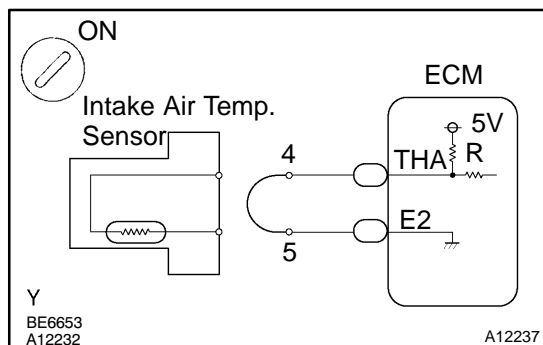 ON
ECM
Intake Air Temp.
Sensor
5V
4
THA
R
E2
5
Y
BE6653
A12232
A12237